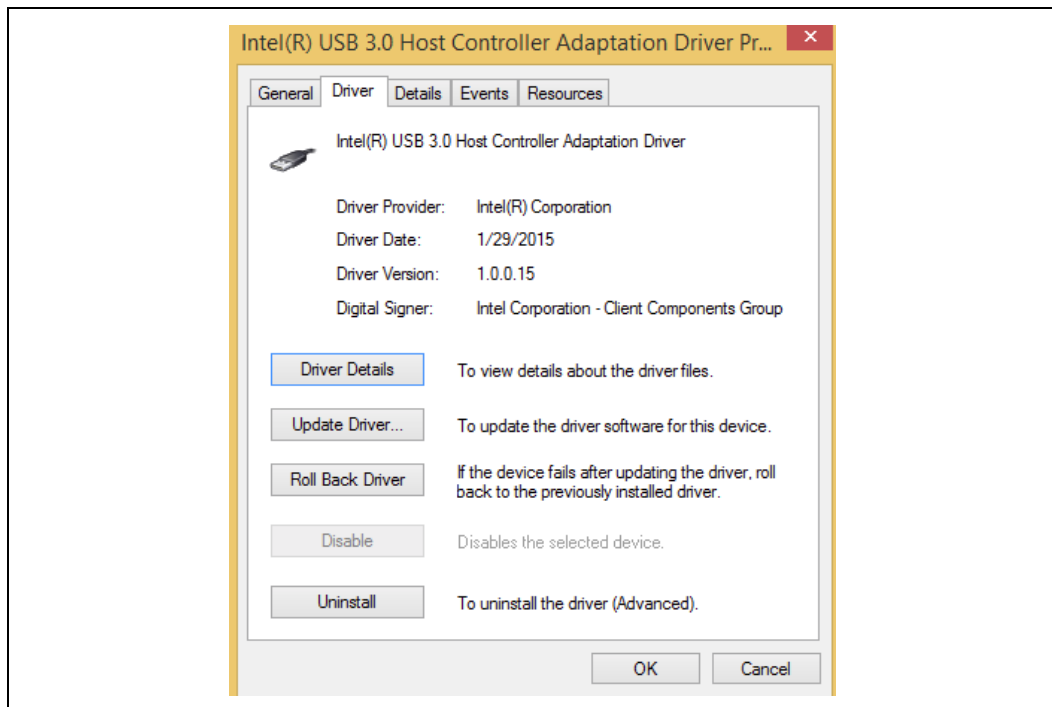 Intel(R) USB 3.0 Host Controller Adaptation Driver Pr...
General Driver Details Events Resources
Intel(R) USB 3.0 Host Controller Adaptation Driver
Driver Provider: Intel(R) Corporation
Driver Date: 1/29/2015
Driver Version: 1.0.0.15
Digital Signer: Intel Corporation - Client Components Group
Driver Details To view details about the driver files.
Update Driver... To update the driver software for this device.
Roll Back Driver If the device fails after updating the driver, roll
back to the previously installed driver.
Disable Disables the selected device.
Uninstall To uninstall the driver (Advanced).
OK Cancel